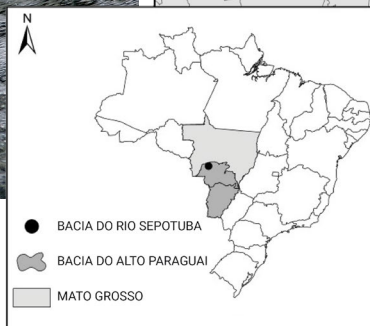 N
BACIA DO RIO SEPOTUBA
BACIA DO ALTO PARAGUAI
MATO GROSSO